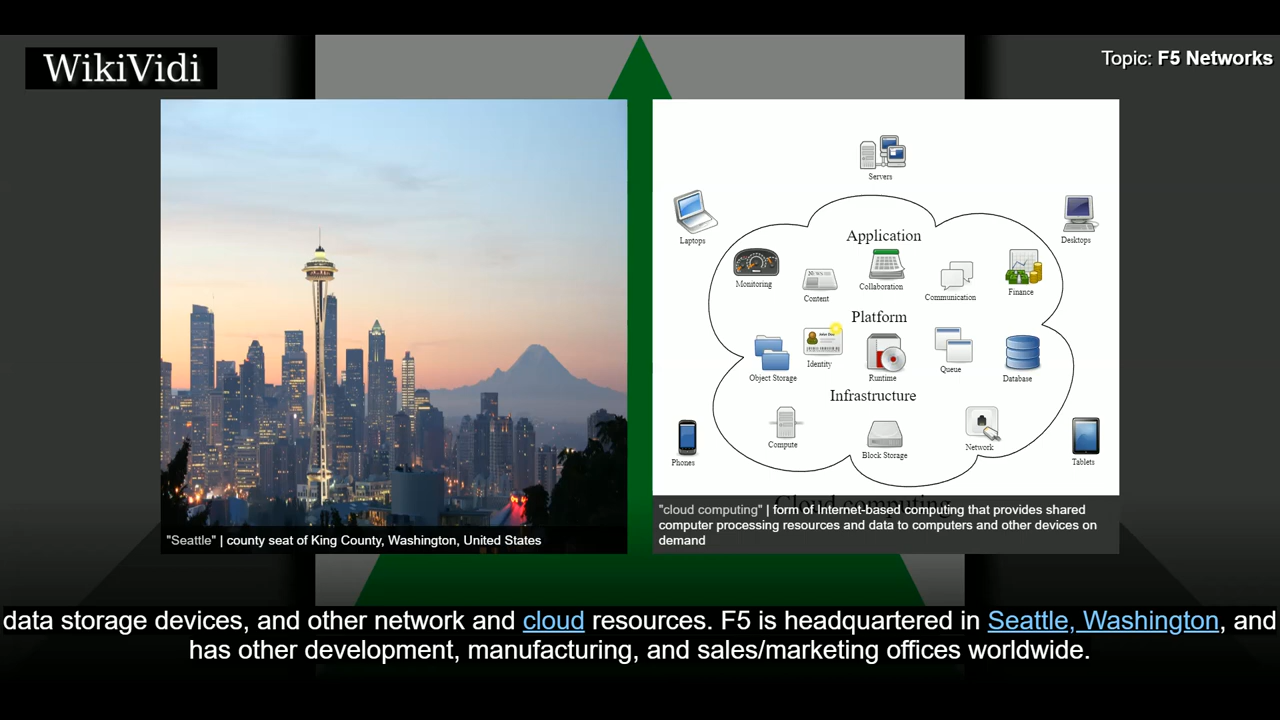 WikiVidi
Topic: F5 Networks
Servers
Laptops
Desktops
Application
Monitoring
Content
Collaboration
Communication
Finance
Platform
Object Storage
Identity
Runtime
Queue
Database
Infrastructure
Compute
Block Storage
Network
Phones
Tablets
Cloud computing
"Seattle" | county seat of King County, Washington, United States
"cloud computing" | form of Internet-based computing that provides shared
computer processing resources and data to computers and other devices on
demand
data storage devices, and other network and cloud resources. F5 is headquartered in Seattle, Washington, and
has other development, manufacturing, and sales/marketing offices worldwide.